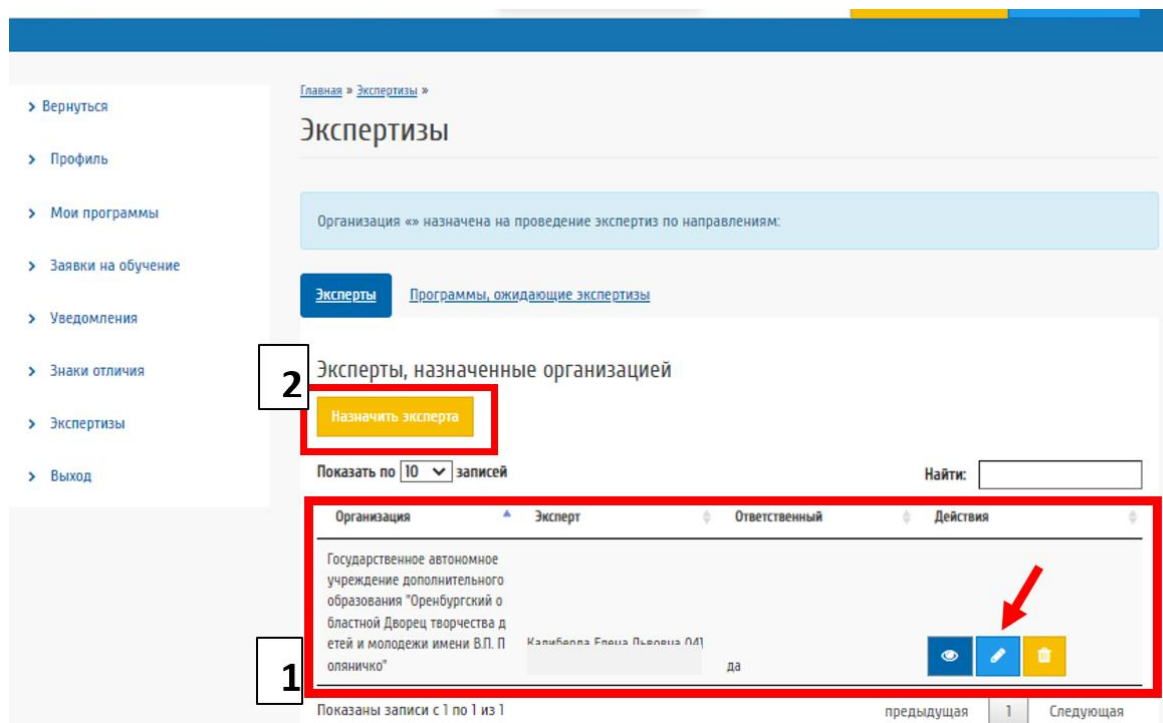 Главная » Экспертизы »
Экспертизы
Вернуться
Профиль
Мои программы
Заявки на обучение
Уведомления
Знаки отличия
Экспертизы
Выход
Организация «» назначена на проведение экспертиз по направлениям:
Эксперты Программы, ожидающие экспертизы
Эксперты, назначенные организацией
2
Назначить эксперта
Показать по 10 записей Найти:
Организация Эксперт Ответственный Действия
Государственное автономное
учреждение дополнительного
образования "Оренбургский о
бластной Дворец творчества д
етей и молодежи имени В.П. П
оляничко"
да
1
Показаны записи с 1 по 1 из 1
предыдущая 1 Следующая